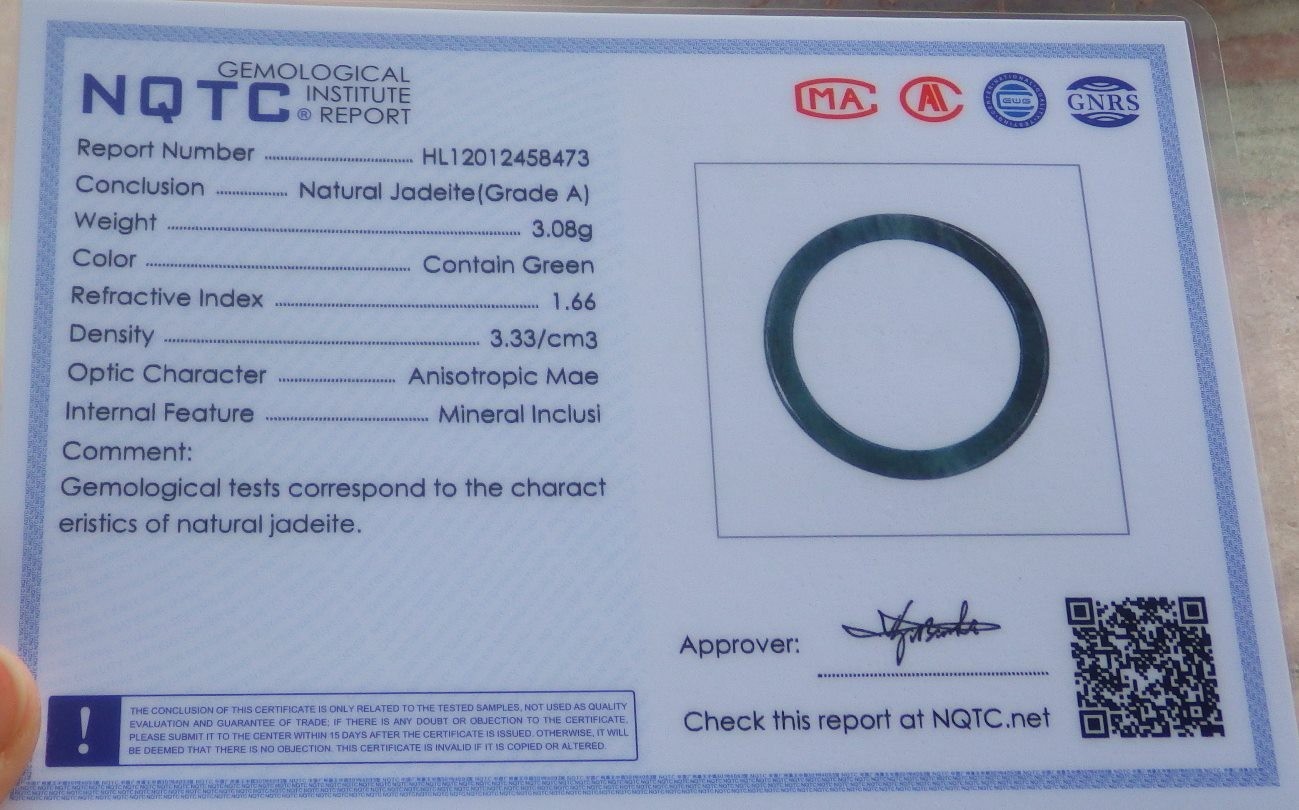 NQTC® GEMOLOGICAL
INSTITUTE
REPORT
MA
AL
GWG
GNRS
Report Number HL12012458473
Conclusion Natural Jadeite(Grade A)
Weight 3.08g
Color Contain Green
Refractive Index 1.66
Density 3.33/cm3
Optic Character Anisotropic Mae
Internal Feature Mineral Inclusi
Comment:
Gemological tests correspond to the charact
eristics of natural jadeite.
Approver:
Check this report at NQTC.net
! THE CONCLUSION OF THIS CERTIFICATE IS ONLY RELATED TO THE TESTED SAMPLES, NOT USED AS QUALITY
EVALUATION AND GUARANTEE OF TRADE; IF THERE IS ANY DOUBT OR OBJECTION TO THE CERTIFICATE,
PLEASE SUBMIT IT TO THE CENTER WITHIN 15 DAYS AFTER THE CERTIFICATE IS ISSUED. OTHERWISE, IT WILL
BE DEEMED THAT THERE IS NO OBJECTION. THIS CERTIFICATE IS INVALID IF IT IS COPIED OR ALTERED.